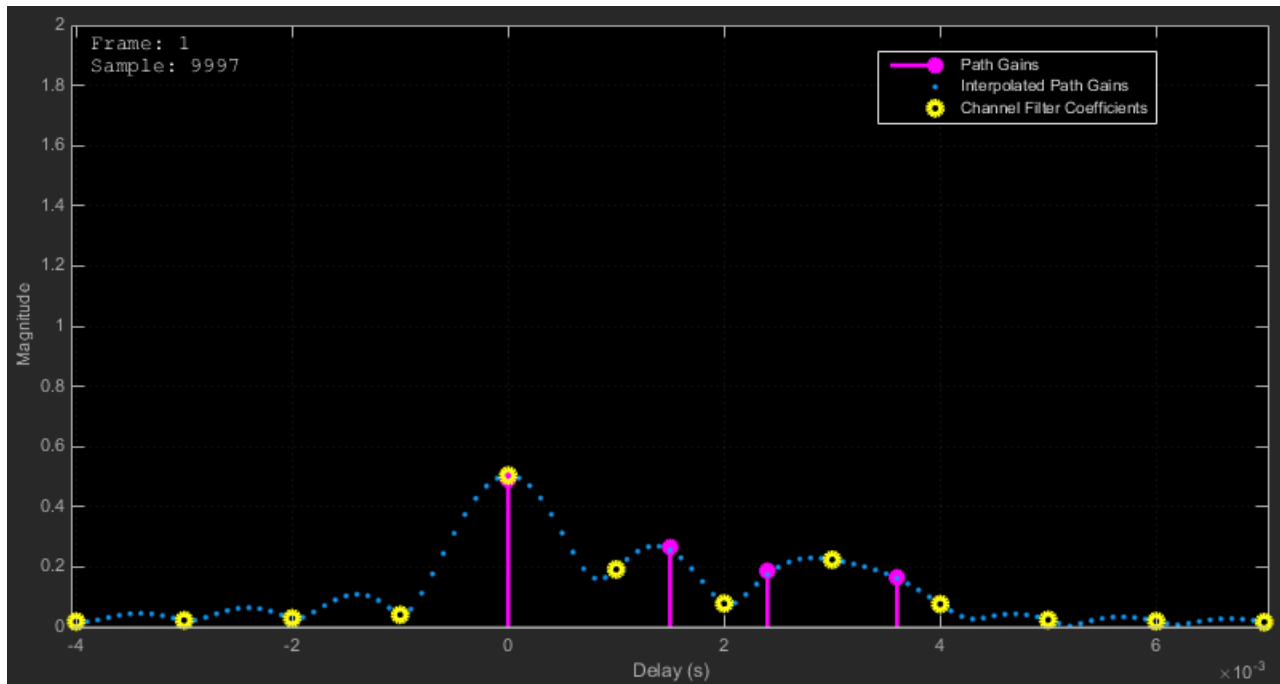 Frame: 1
Sample: 9997
Path Gains
Interpolated Path Gains
Channel Filter Coefficients
2
1.8
1.6
1.4
1.2
1
0.8
0.6
0.4
0.2
0
Magnitude
-4 -2 0 2 4 6
Delay (s)
×10⁻³